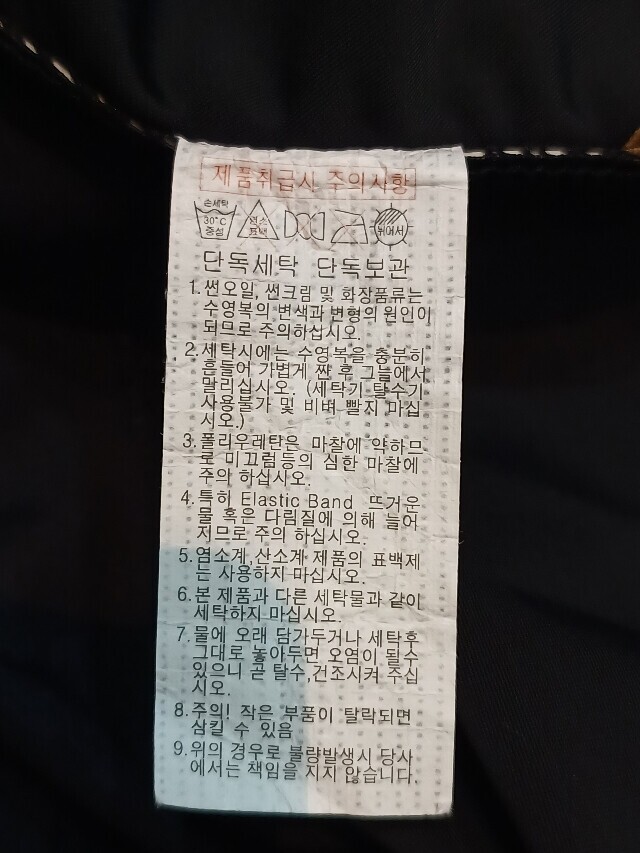 제품취급시 주의사항
손세탁
30°C
중성
염소
표백
뉘어서
단독세탁 단독보관
1.썬오일, 썬크림 및 화장품류는
수영복의 변색과 변형의 원인이
되므로 주의하십시오.
2.세탁시에는 수영복을 충분히
흔들어 가볍게 짠 후 그늘에서
말리십시오. (세탁기 탈수기
사용불가 및 비벼 빨지 마십
시오.)
3.폴리우레탄은 마찰에 약하므
로 미끄럼등의 심한 마찰에
주의 하십시오.
4.특히 Elastic Band 뜨거운
물 혹은 다림질에 의해 늘어
저므로 주의 하십시오.
5.염소계,산소계 제품의 표백제
는 사용하지 마십시오.
6.본 제품과 다른 세탁물과 같이
세탁하지 마십시오.
7.물에 오래 담가두거나 세탁후
그대로 놓아두면 오염이 될수
있으니 곧 탈수,건조시켜 주십
시오.
8.주의! 작은 부품이 탈락되면
삼킬 수 있음
9.위의 경우로 불량발생시 당사
에서는 책임을 지지 않습니다.